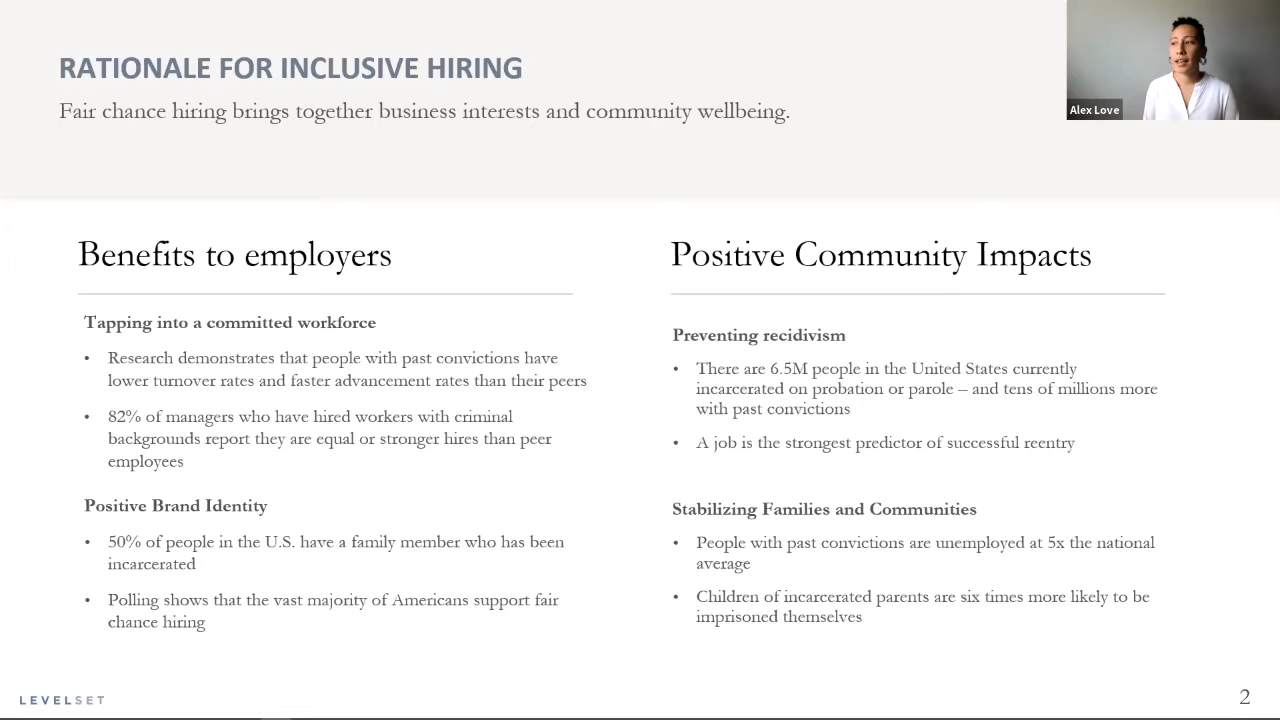 RATIONALE FOR INCLUSIVE HIRING
Fair chance hiring brings together business interests and community wellbeing.
Alex Love
Benefits to employers
Tapping into a committed workforce
• Research demonstrates that people with past convictions have
lower turnover rates and faster advancement rates than their peers
• 82% of managers who have hired workers with criminal
backgrounds report they are equal or stronger hires than peer
employees
Positive Brand Identity
• 50% of people in the U.S. have a family member who has been
incarcerated
• Polling shows that the vast majority of Americans support fair
chance hiring
Positive Community Impacts
Preventing recidivism
• There are 6.5M people in the United States currently
incarcerated on probation or parole – and tens of millions more
with past convictions
• A job is the strongest predictor of successful reentry
Stabilizing Families and Communities
• People with past convictions are unemployed at 5x the national
average
• Children of incarcerated parents are six times more likely to be
imprisoned themselves
LEVELSET
2